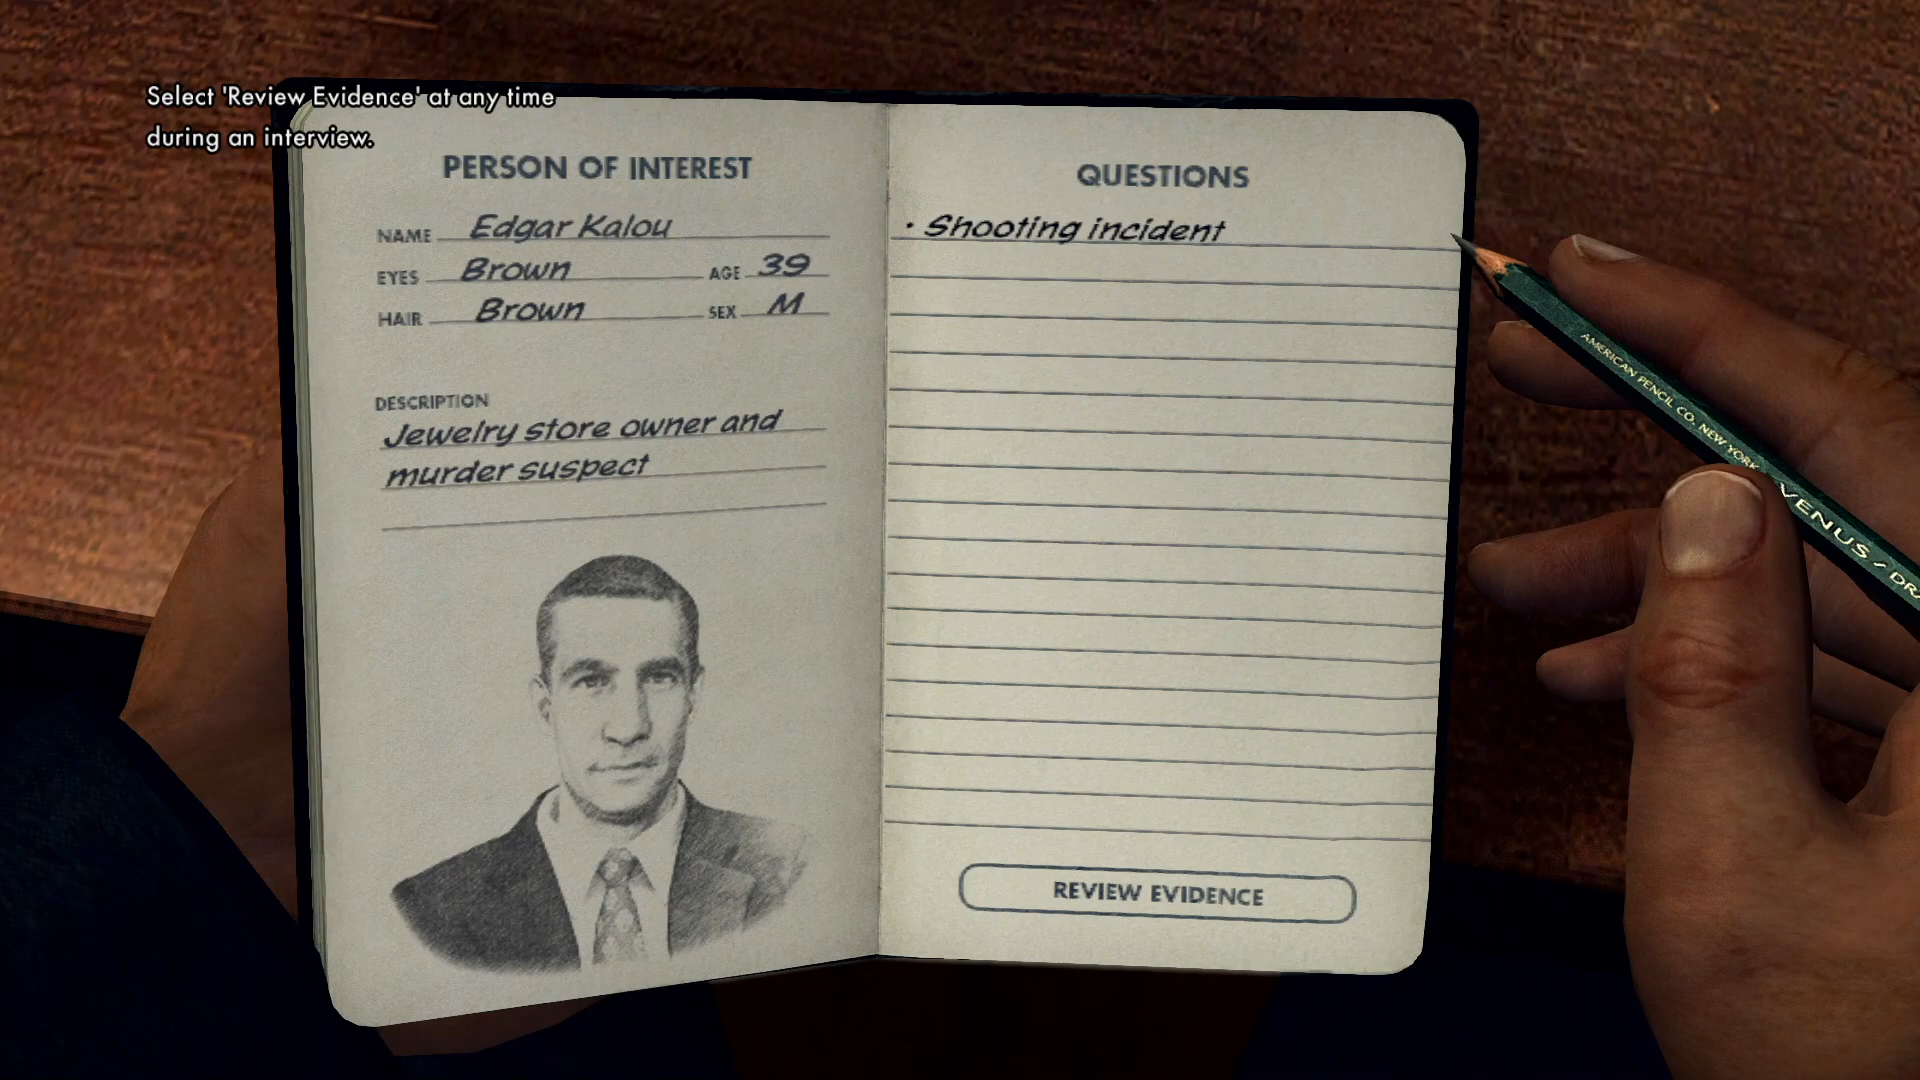 Select 'Review Evidence' at any time
during an interview.
PERSON OF INTEREST
NAME Edgar Kalou
EYES Brown AGE 39
HAIR Brown SEX M
DESCRIPTION
Jewelry store owner and
murder suspect
QUESTIONS
• Shooting incident
REVIEW EVIDENCE
AMERICAN PENCIL CO. NEW YORK VENUS / DRA